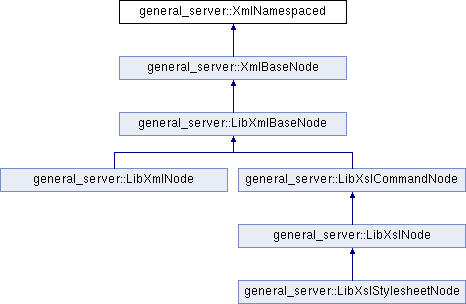 general_server::XmlNamespaced
general_server::XmlBaseNode
general_server::LibXmlBaseNode
general_server::LibXmlNode
general_server::LibXslCommandNode
general_server::LibXslNode
general_server::LibXslStylesheetNode